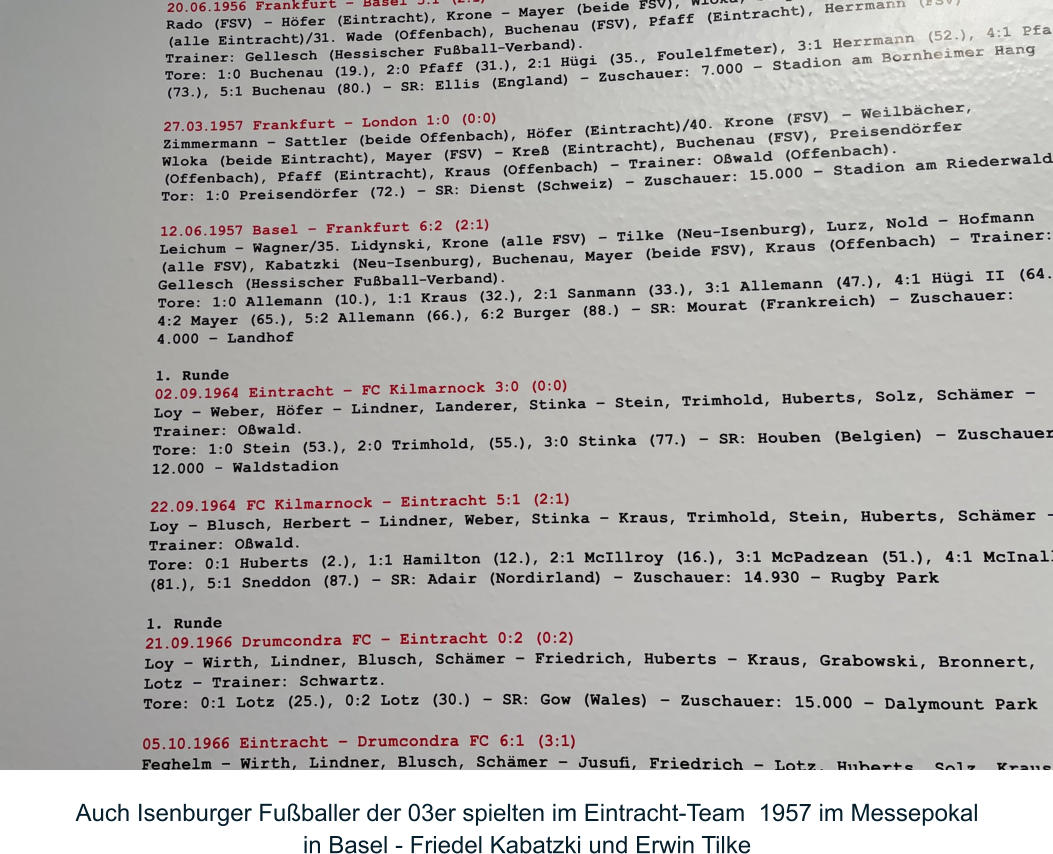 20.06.1956 Frankfurt – Basel 5:1
Rado (FSV) – Höfer (Eintracht), Krone – Mayer (beide FSV),
(alle Eintracht)/31. Wade (Offenbach), Buchenau (FSV), Pfaff (Eintracht), Herrmann (FSV)
Trainer: Gellesch (Hessischer Fußball-Verband).
Tore: 1:0 Buchenau (19.), 2:0 Pfaff (31.), 2:1 Hügi (35., Foulelfmeter), 3:1 Herrmann (52.), 4:1 Pfa
(73.), 5:1 Buchenau (80.) – SR: Ellis (England) – Zuschauer: 7.000 – Stadion am Bornheimer Hang
27.03.1957 Frankfurt – London 1:0 (0:0)
Zimmermann – Sattler (beide Offenbach), Höfer (Eintracht)/40. Krone (FSV) – Weilbächer,
Wloka (beide Eintracht), Mayer (FSV) – Kreß (Eintracht), Buchenau (FSV), Preisendörfer
(Offenbach), Pfaff (Eintracht), Kraus (Offenbach) – Trainer: Oßwald (Offenbach).
Tor: 1:0 Preisendörfer (72.) – SR: Dienst (Schweiz) – Zuschauer: 15.000 – Stadion am Riederwald
12.06.1957 Basel – Frankfurt 6:2 (2:1)
Leichum – Wagner/35. Lidynski, Krone (alle FSV) – Tilke (Neu-Isenburg), Lurz, Nold – Hofmann
(alle FSV), Kabatzki (Neu-Isenburg), Buchenau, Mayer (beide FSV), Kraus (Offenbach) – Trainer:
Gellesch (Hessischer Fußball-Verband).
Tore: 1:0 Allemann (10.), 1:1 Kraus (32.), 2:1 Sanmann (33.), 3:1 Allemann (47.), 4:1 Hügi II (64.
4:2 Mayer (65.), 5:2 Allemann (66.), 6:2 Burger (88.) – SR: Mourat (Frankreich) – Zuschauer:
4.000 – Landhof
1. Runde
02.09.1964 Eintracht – FC Kilmarnock 3:0 (0:0)
Loy – Weber, Höfer – Lindner, Landerer, Stinka – Stein, Trimhold, Huberts, Solz, Schämer –
Trainer: Oßwald.
Tore: 1:0 Stein (53.), 2:0 Trimhold, (55.), 3:0 Stinka (77.) – SR: Houben (Belgien) – Zuschauer
12.000 – Waldstadion
22.09.1964 FC Kilmarnock – Eintracht 5:1 (2:1)
Loy – Blusch, Herbert – Lindner, Weber, Stinka – Kraus, Trimhold, Stein, Huberts, Schämer –
Trainer: Oßwald.
Tore: 0:1 Huberts (2.), 1:1 Hamilton (12.), 2:1 McIllroy (16.), 3:1 McPadzean (51.), 4:1 McInal
(81.), 5:1 Sneddon (87.) – SR: Adair (Nordirland) – Zuschauer: 14.930 – Rugby Park
1. Runde
21.09.1966 Drumcondra FC – Eintracht 0:2 (0:2)
Loy – Wirth, Lindner, Blusch, Schämer – Friedrich, Huberts – Kraus, Grabowski, Bronnert,
Lotz – Trainer: Schwartz.
Tore: 0:1 Lotz (25.), 0:2 Lotz (30.) – SR: Gow (Wales) – Zuschauer: 15.000 – Dalymount Park
05.10.1966 Eintracht – Drumcondra FC 6:1 (3:1)
Feghelm – Wirth, Lindner, Blusch, Schämer – Jusufi, Friedrich – Lotz, Huberts, Solz, Kraus
Auch Isenburger Fußballer der 03er spielten im Eintracht-Team 1957 im Messepokal
in Basel - Friedel Kabatzki und Erwin Tilke